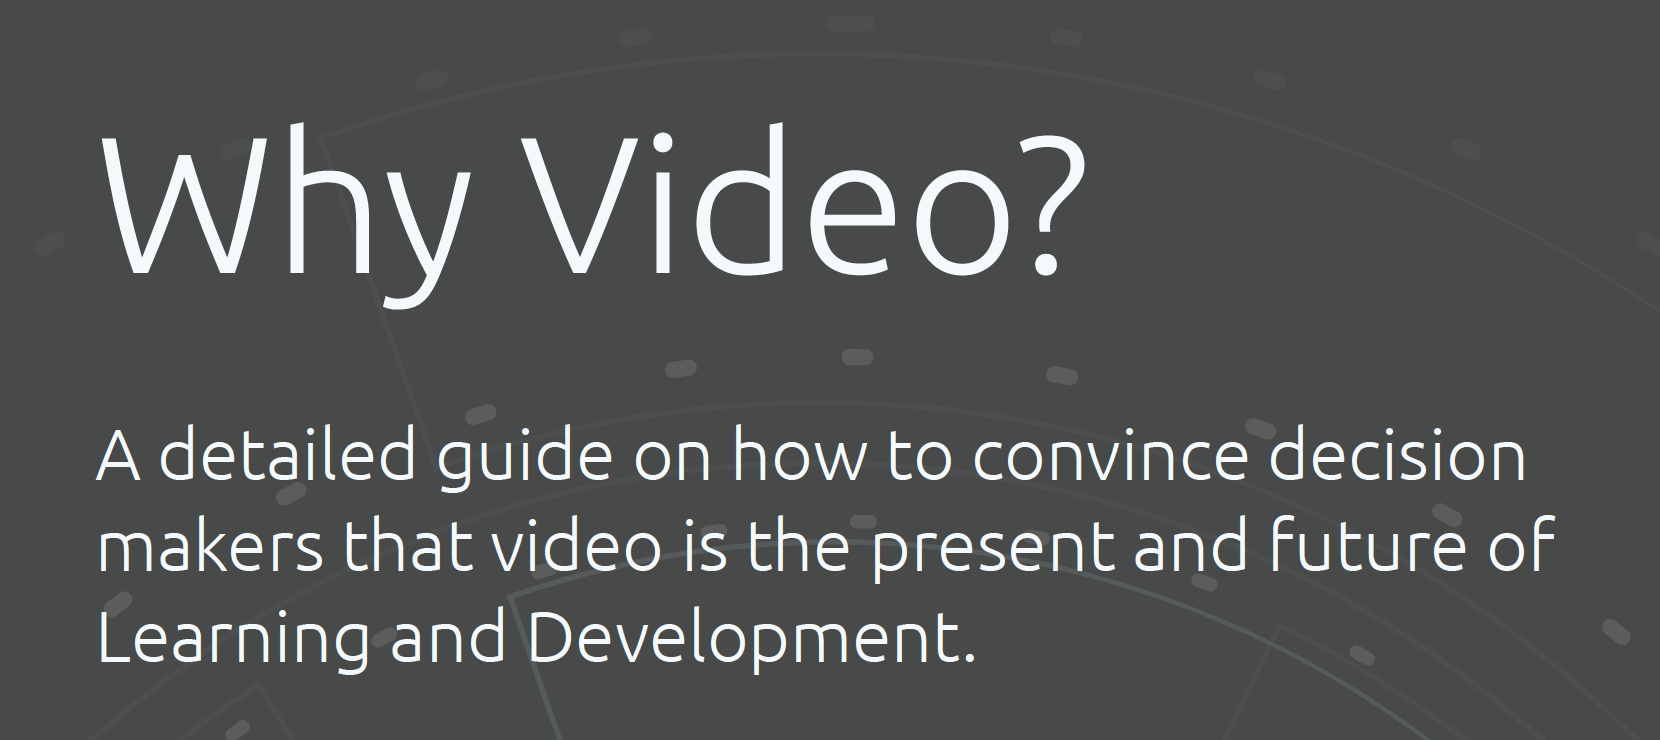 Why Video?
A detailed guide on how to convince decision
makers that video is the present and future of
Learning and Development.